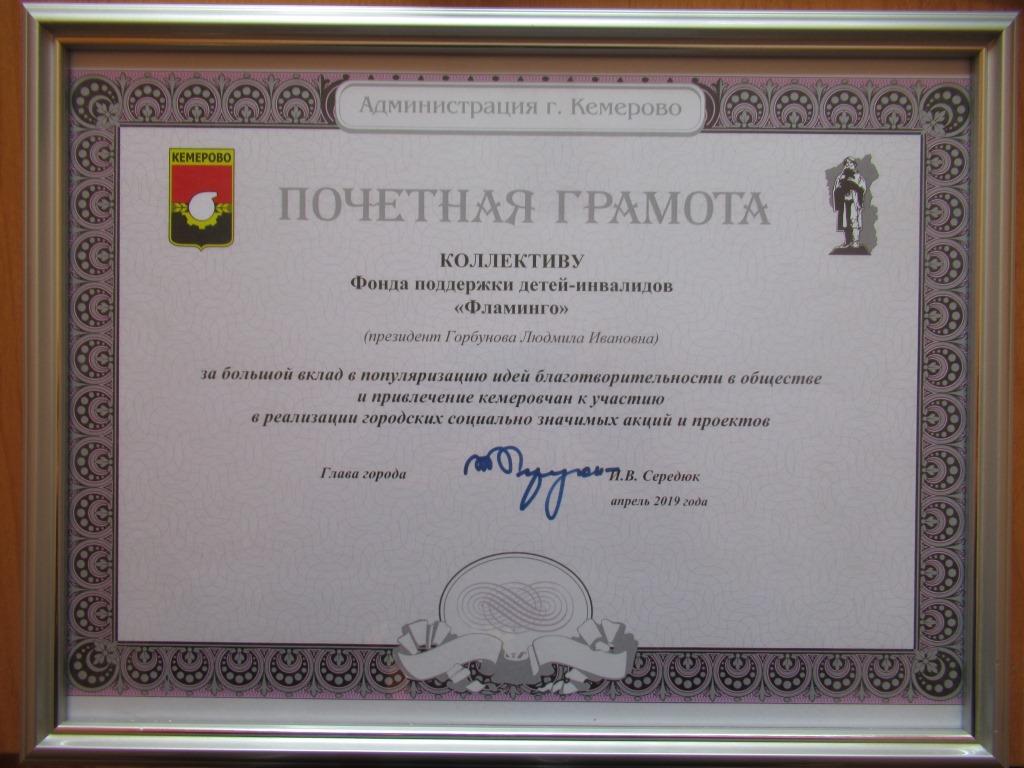 Администрация г. Кемерово
КЕМЕРОВО
ПОЧЕТНАЯ ГРАМОТА
КОЛЛЕКТИВУ
Фонда поддержки детей-инвалидов
«Фламинго»
(президент Горбунова Людмила Ивановна)
за большой вклад в популяризацию идей благотворительности в обществе
и привлечение кемеровчан к участию
в реализации городских социально значимых акций и проектов
Глава города И.В. Середюк
апрель 2019 года